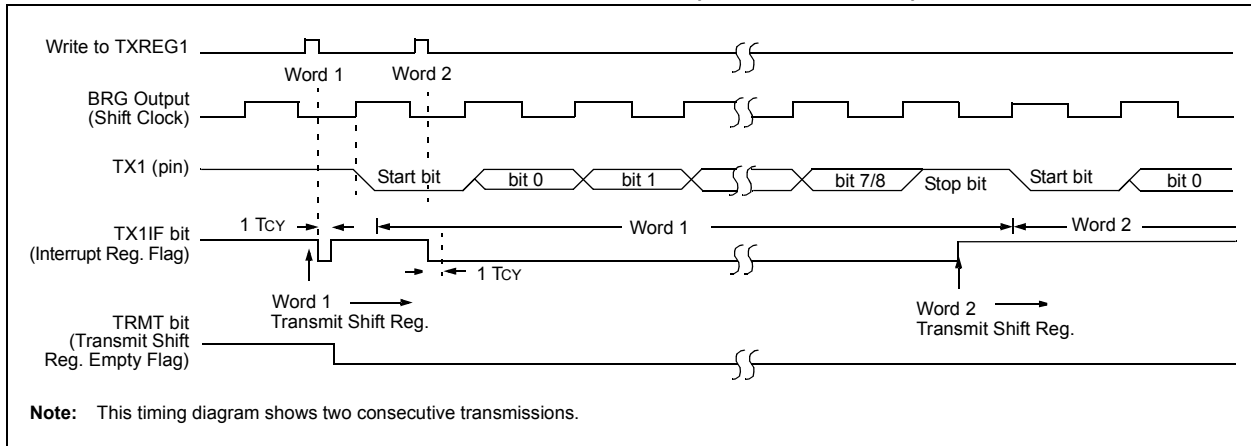 Write to TXREG1
Word 1
Word 2
BRG Output
(Shift Clock)
TX1 (pin)
Start bit
bit 0
bit 1
bit 7/8
Stop bit
Start bit
bit 0
1 TCY
Word 1
Word 2
TX1IF bit
(Interrupt Reg. Flag)
1 TCY
Word 1
Transmit Shift Reg.
Word 2
Transmit Shift Reg.
TRMT bit
(Transmit Shift
Reg. Empty Flag)
Note: This timing diagram shows two consecutive transmissions.